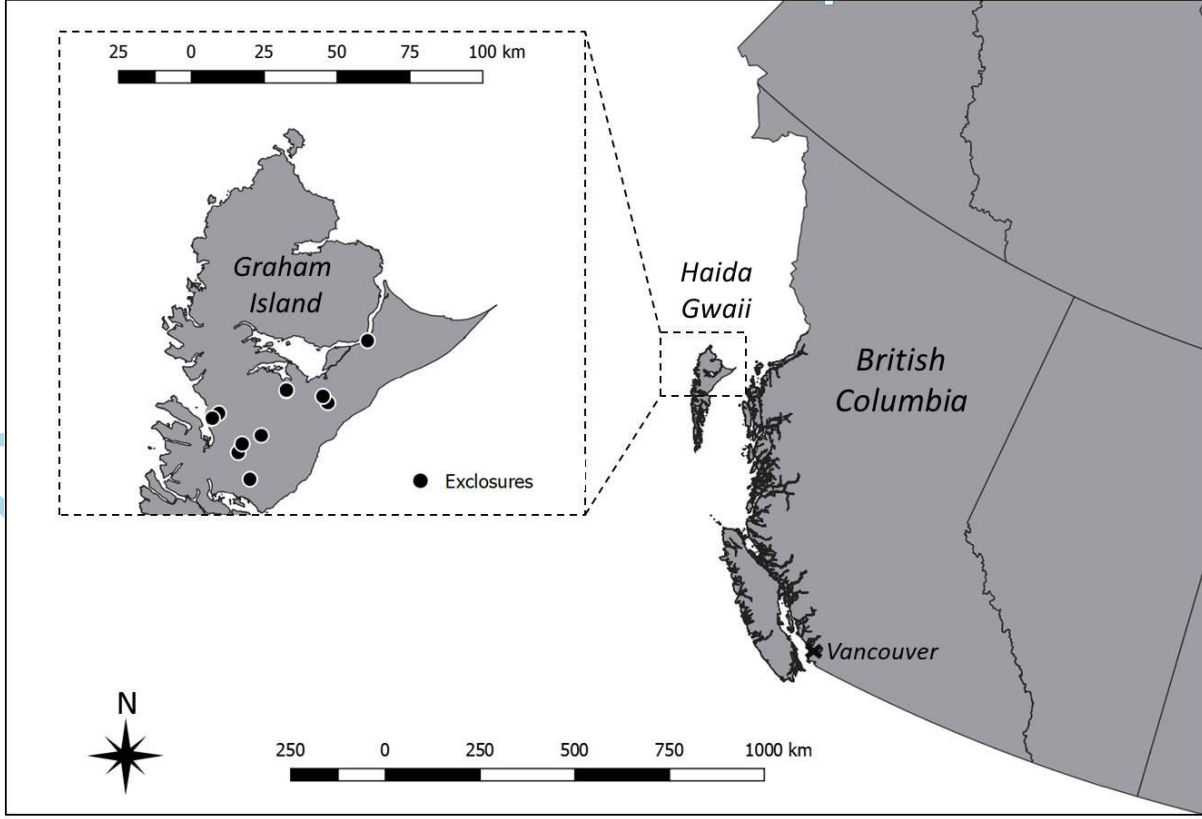 25 0 25 50 75 100 km
Graham
Island
Exclosures
Haida
Gwaii
British
Columbia
Vancouver
N
250 0 250 500 750 1000 km